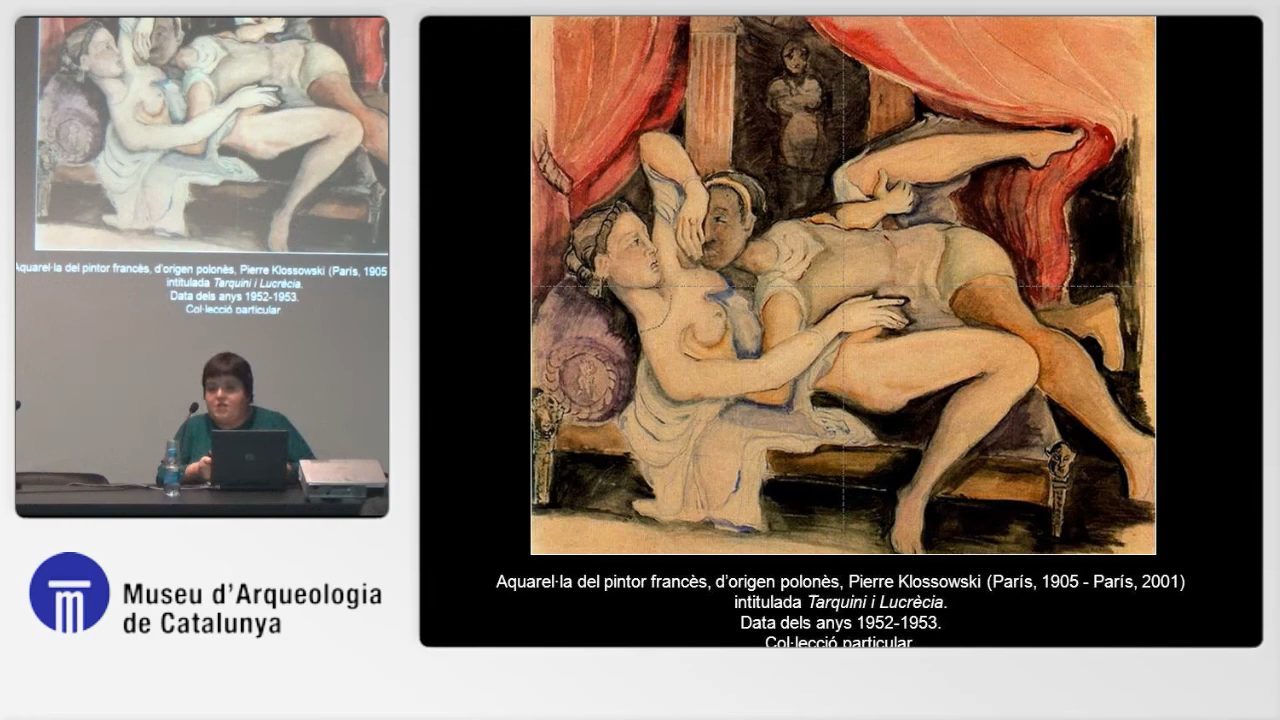 Aquarel·la del pintor francès, d'origen polonès, Pierre Klossowski (París, 1905
intitulada Tarquini i Lucrècia.
Data dels anys 1952-1953.
Col·lecció particular
Museu d'Arqueologia
de Catalunya
Aquarel·la del pintor francès, d'origen polonès, Pierre Klossowski (París, 1905 - París, 2001)
intitulada Tarquini i Lucrècia.
Data dels anys 1952-1953.
Col·lecció particular